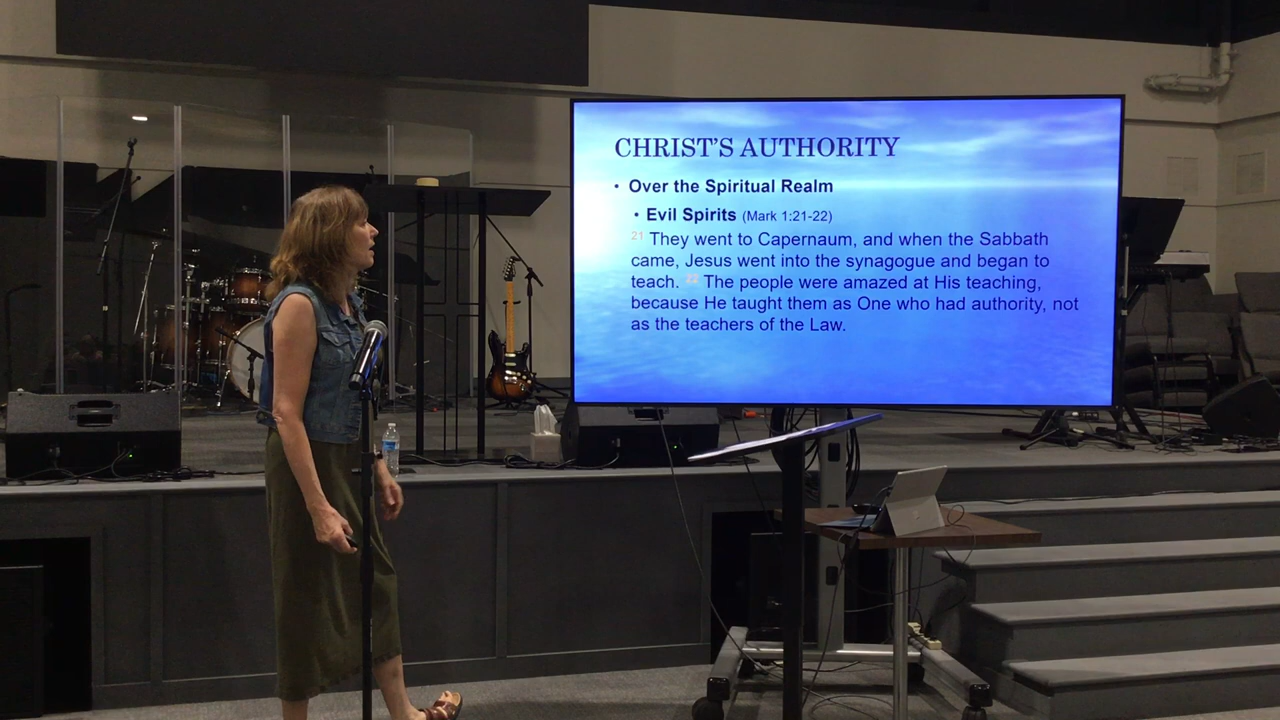 CHRIST'S AUTHORITY
• Over the Spiritual Realm
• Evil Spirits (Mark 1:21-22)
21 They went to Capernaum, and when the Sabbath
came, Jesus went into the synagogue and began to
teach. 22 The people were amazed at His teaching,
because He taught them as One who had authority, not
as the teachers of the Law.